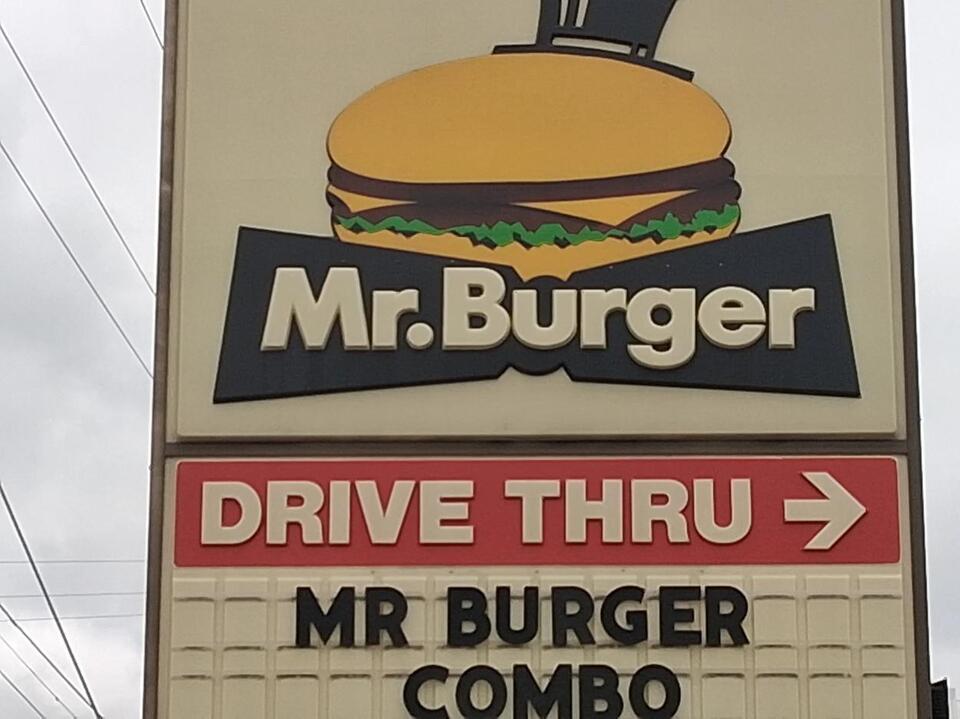 Mr. Burger
DRIVE THRU →
MR BURGER
COMBO